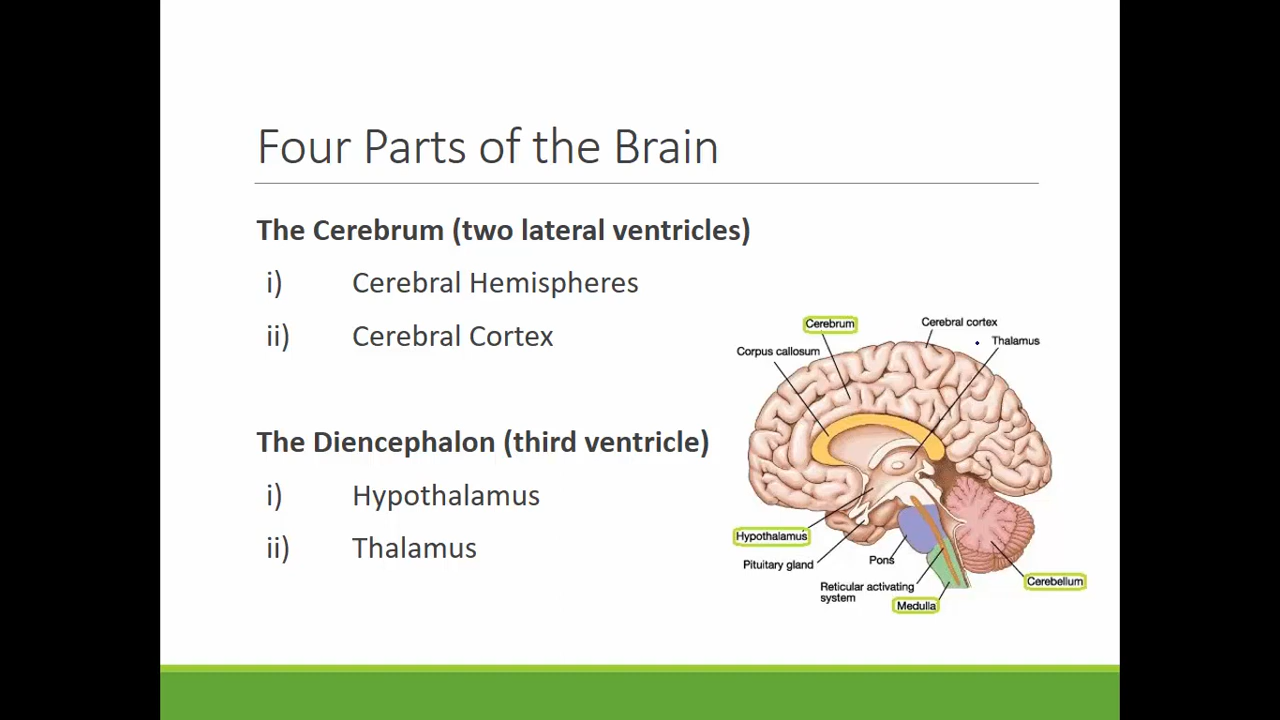 Four Parts of the Brain
The Cerebrum (two lateral ventricles)
i) Cerebral Hemispheres
ii) Cerebral Cortex
The Diencephalon (third ventricle)
i) Hypothalamus
ii) Thalamus
Cerebrum
Cerebral cortex
Corpus callosum
Thalamus
Hypothalamus
Pituitary gland
Pons
Reticular activating
system
Medulla
Cerebellum